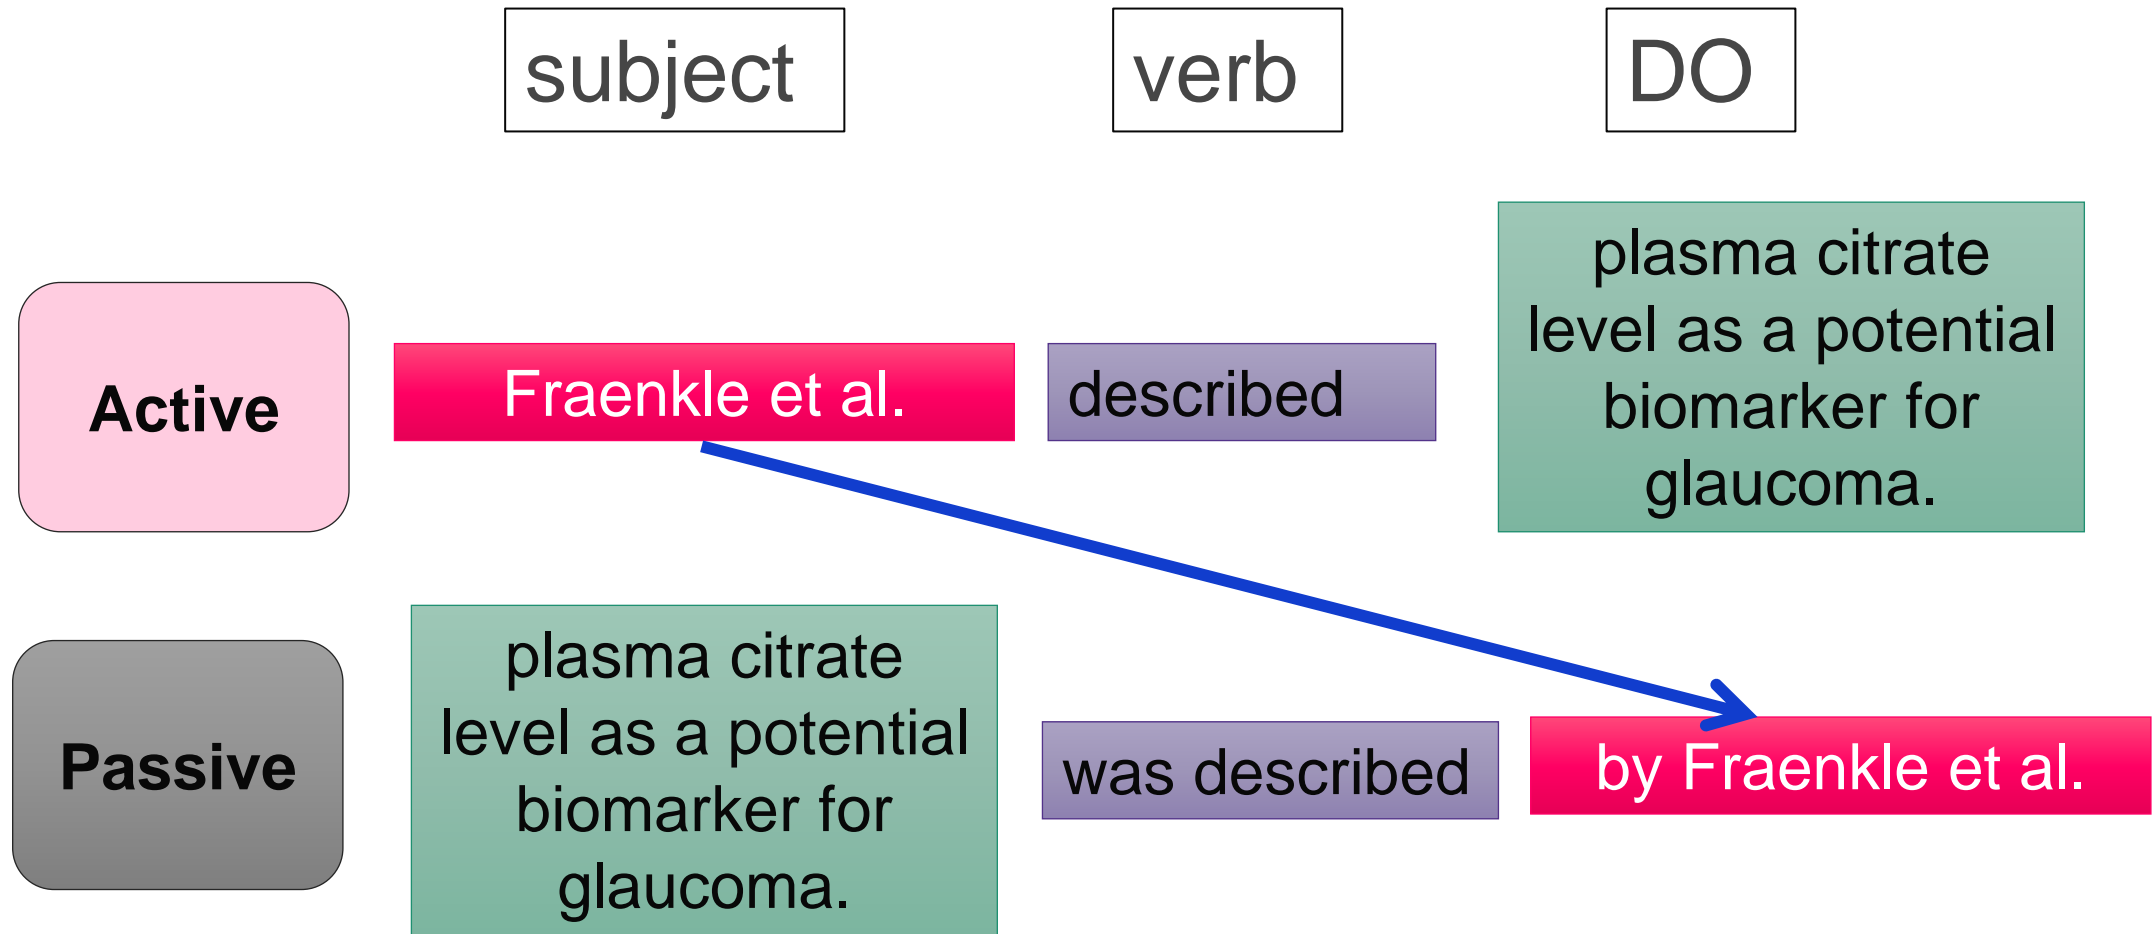 subject
verb
DO
Active
Fraenkle et al.
described
plasma citrate
level as a potential
biomarker for
glaucoma.
Passive
plasma citrate
level as a potential
biomarker for
glaucoma.
was described
by Fraenkle et al.